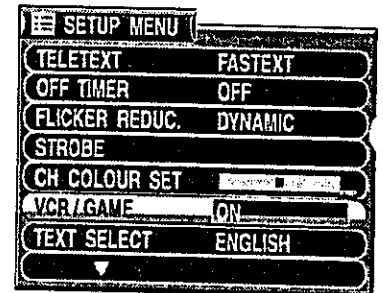 SETUP MENU
TELETEXT FASTEXT
OFF TIMER OFF
FLICKER REDUC. DYNAMIC
STROBE
CH COLOUR SET
VCR / GAME ON
TEXT SELECT ENGLISH